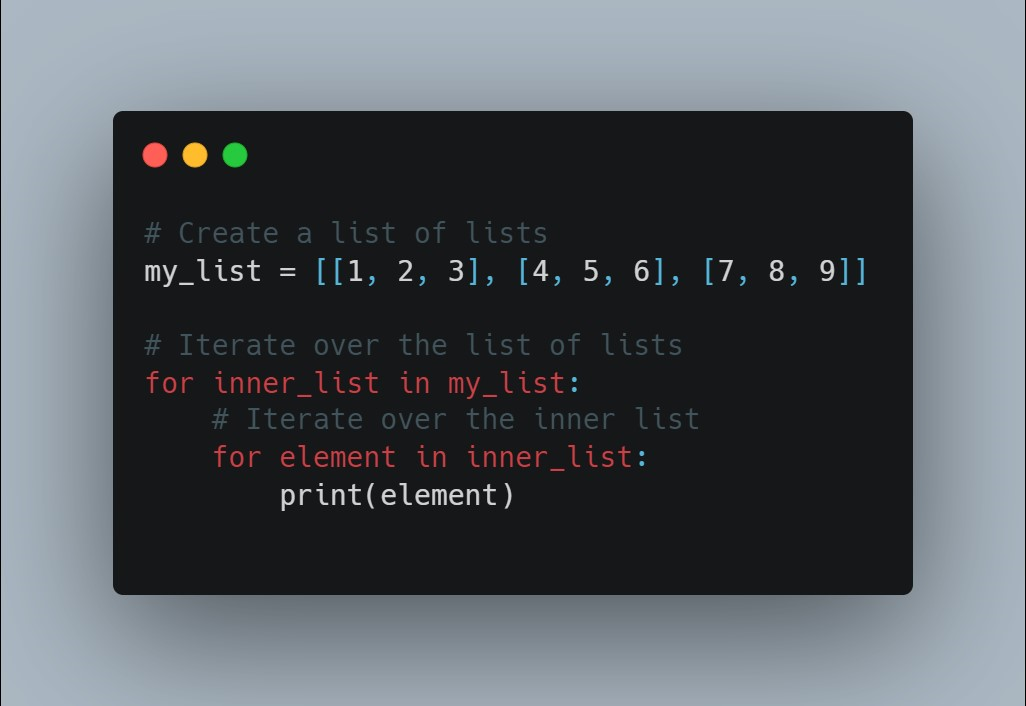 # Create a list of lists
my_list = [[1, 2, 3], [4, 5, 6], [7, 8, 9]]
# Iterate over the list of lists
for inner_list in my_list:
    # Iterate over the inner list
    for element in inner_list:
        print(element)